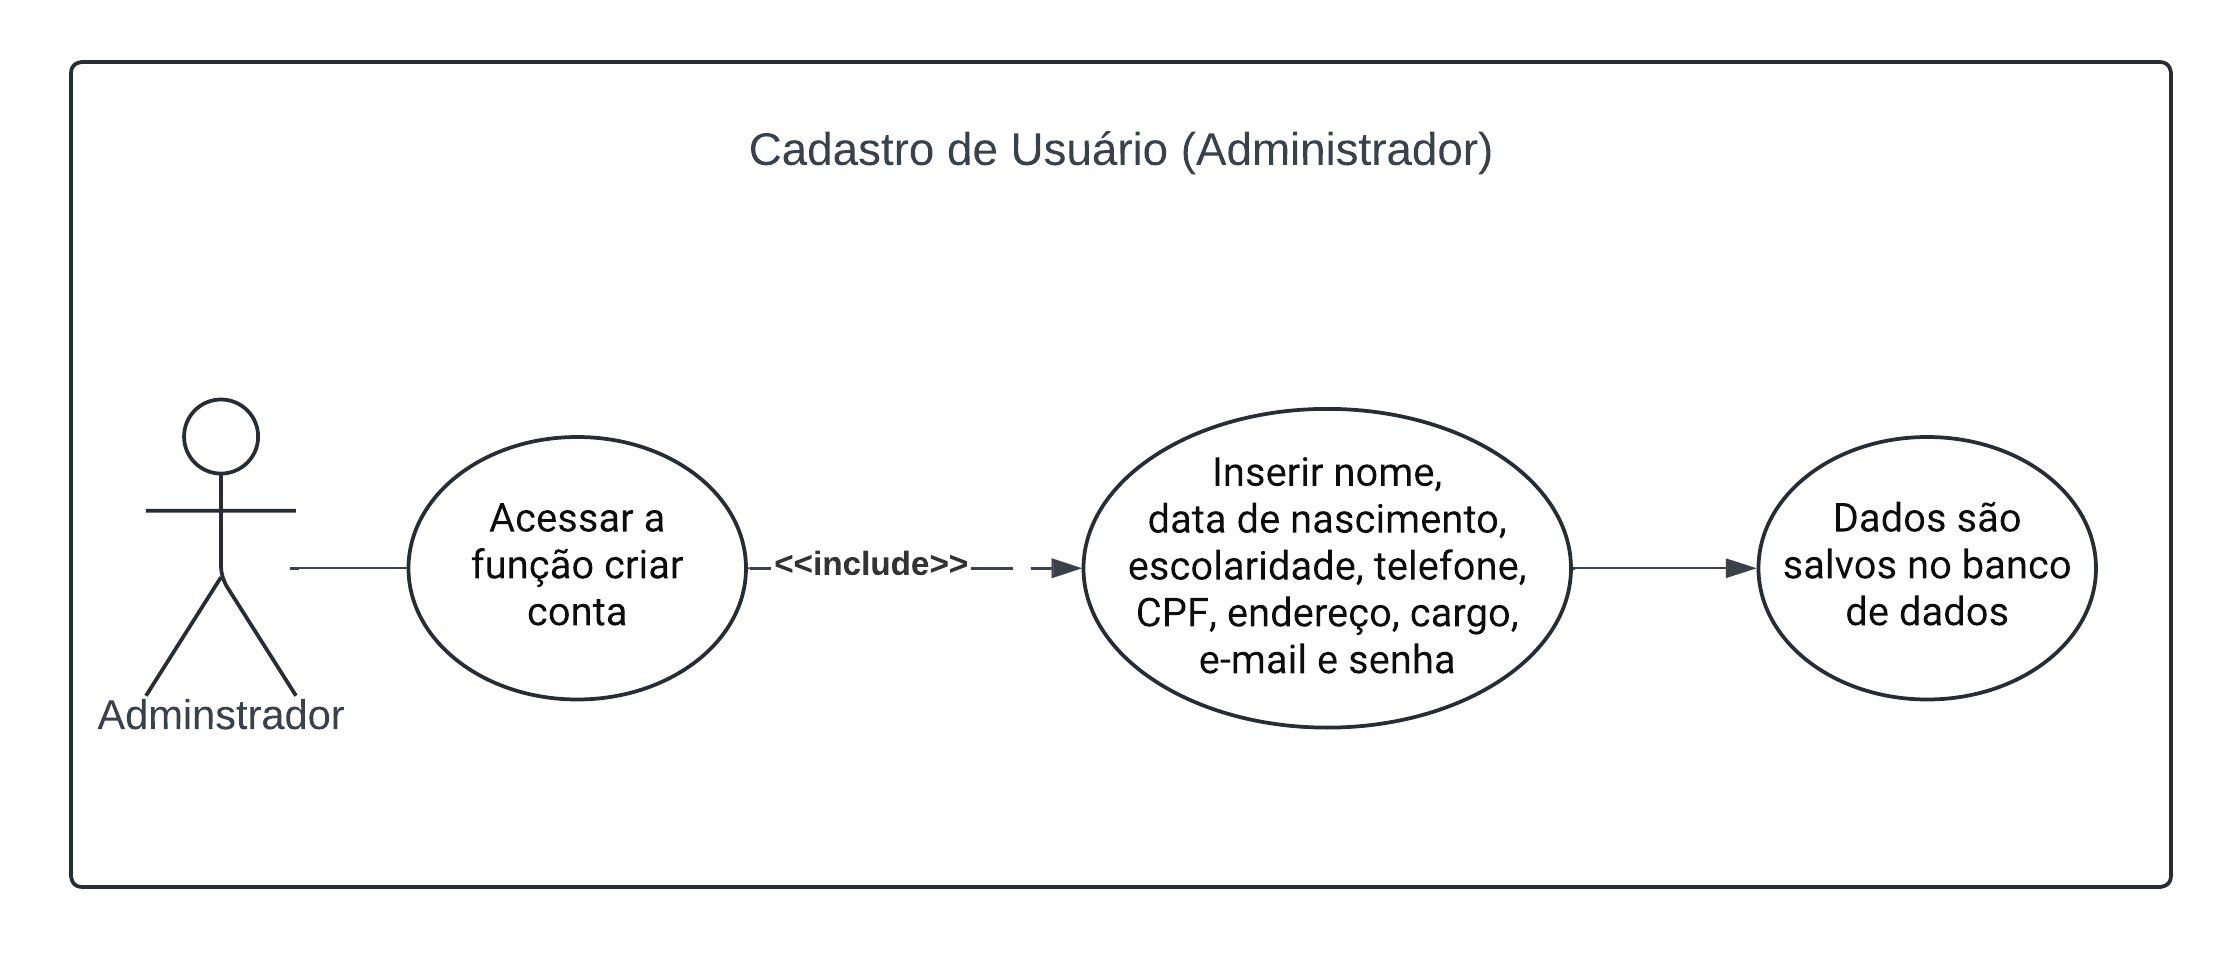 Cadastro de Usuário (Administrador)
Acessar a
função criar
conta
<<include>>
Inserir nome,
data de nascimento,
escolaridade, telefone,
CPF, endereço, cargo,
e-mail e senha
Dados são
salvos no banco
de dados
Adminstrador